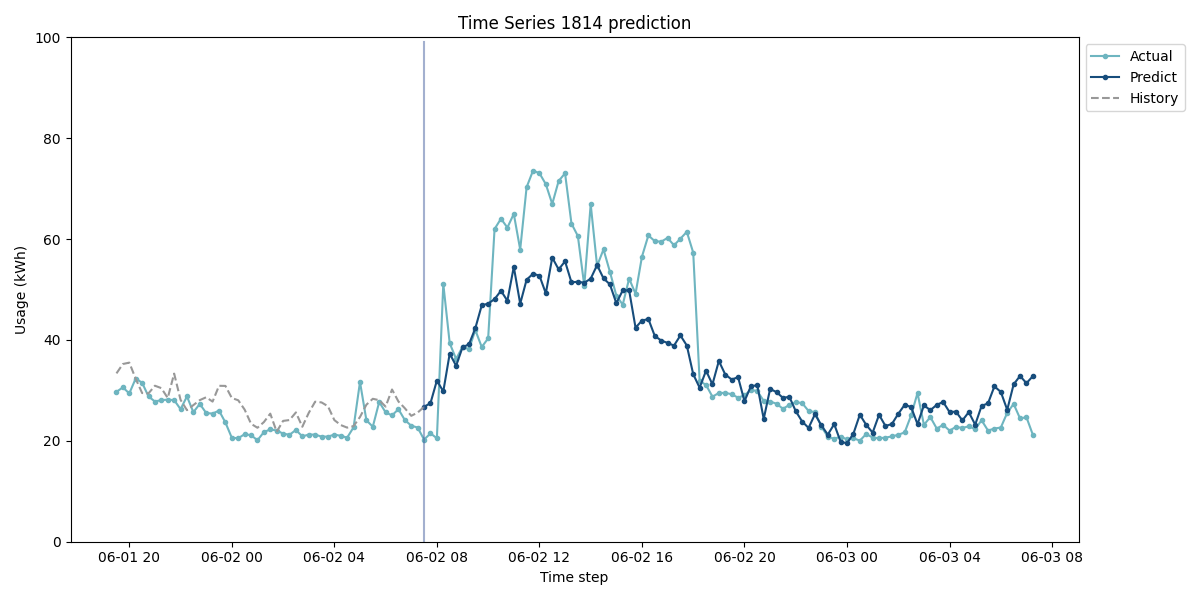 Time Series 1814 prediction
100
80
60
40
20
0
Usage (kWh)
06-01 20
06-02 00
06-02 04
06-02 08
06-02 12
06-02 16
06-02 20
06-03 00
06-03 04
06-03 08
Time step
Actual
Predict
History